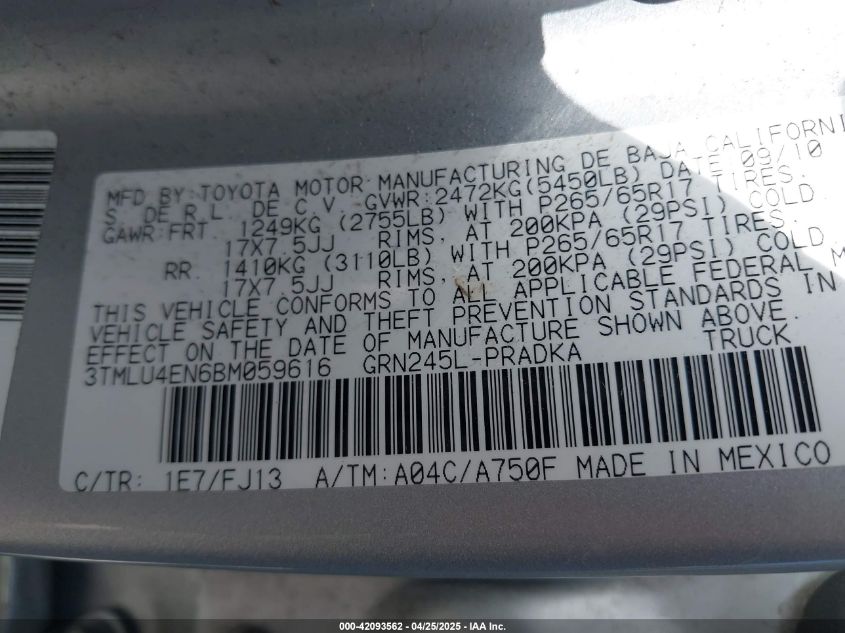 MFD BY:TOYOTA MOTOR MANUFACTURING DE BAJA CALIFORNI
S. DE R.L. DE C.V. GVWR:2472KG(5450LB) DATE:09/10
GAWR:FRT. 1249KG (2755LB) WITH P265/65R17 TIRES.
17X7.5JJ RIMS, AT 200KPA (29PSI) COLD
RR. 1410KG (3110LB) WITH P265/65R17 TIRES.
17X7.5JJ RIMS, AT 200KPA (29PSI) COLD.
THIS VEHICLE CONFORMS TO ALL APPLICABLE FEDERAL M
VEHICLE SAFETY AND THEFT PREVENTION STANDARDS IN
EFFECT ON THE DATE OF MANUFACTURE SHOWN ABOVE.
3TMLU4EN6BM059616 GRN245L-PRADKA TRUCK
C/TR: 1E7/FJ13 A/TM:A04C/A750F MADE IN MEXICO
000-42093562 / 04/25/2025 - IAA Inc.